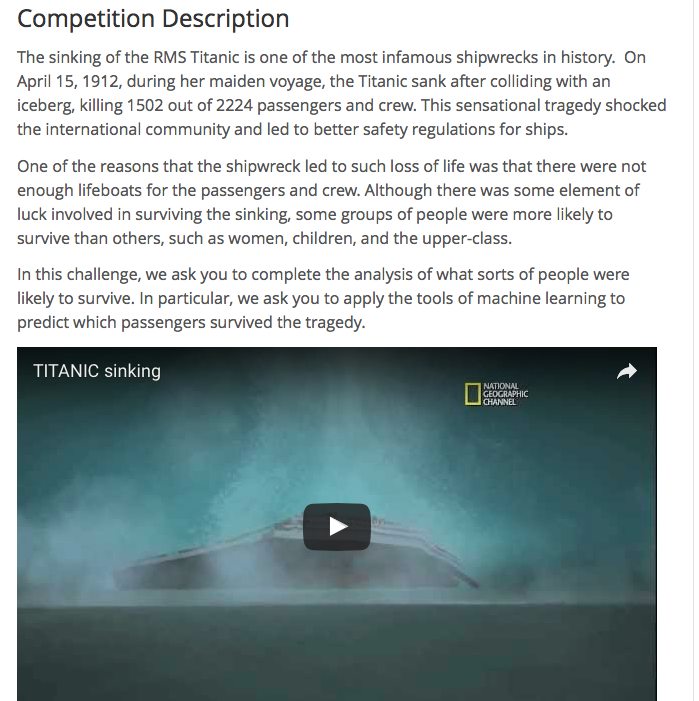 Competition Description
The sinking of the RMS Titanic is one of the most infamous shipwrecks in history.  On
April 15, 1912, during her maiden voyage, the Titanic sank after colliding with an
iceberg, killing 1502 out of 2224 passengers and crew. This sensational tragedy shocked
the international community and led to better safety regulations for ships.
One of the reasons that the shipwreck led to such loss of life was that there were not
enough lifeboats for the passengers and crew. Although there was some element of
luck involved in surviving the sinking, some groups of people were more likely to
survive than others, such as women, children, and the upper-class.
In this challenge, we ask you to complete the analysis of what sorts of people were
likely to survive. In particular, we ask you to apply the tools of machine learning to
predict which passengers survived the tragedy.
TITANIC sinking
NATIONAL
GEOGRAPHIC
CHANNEL